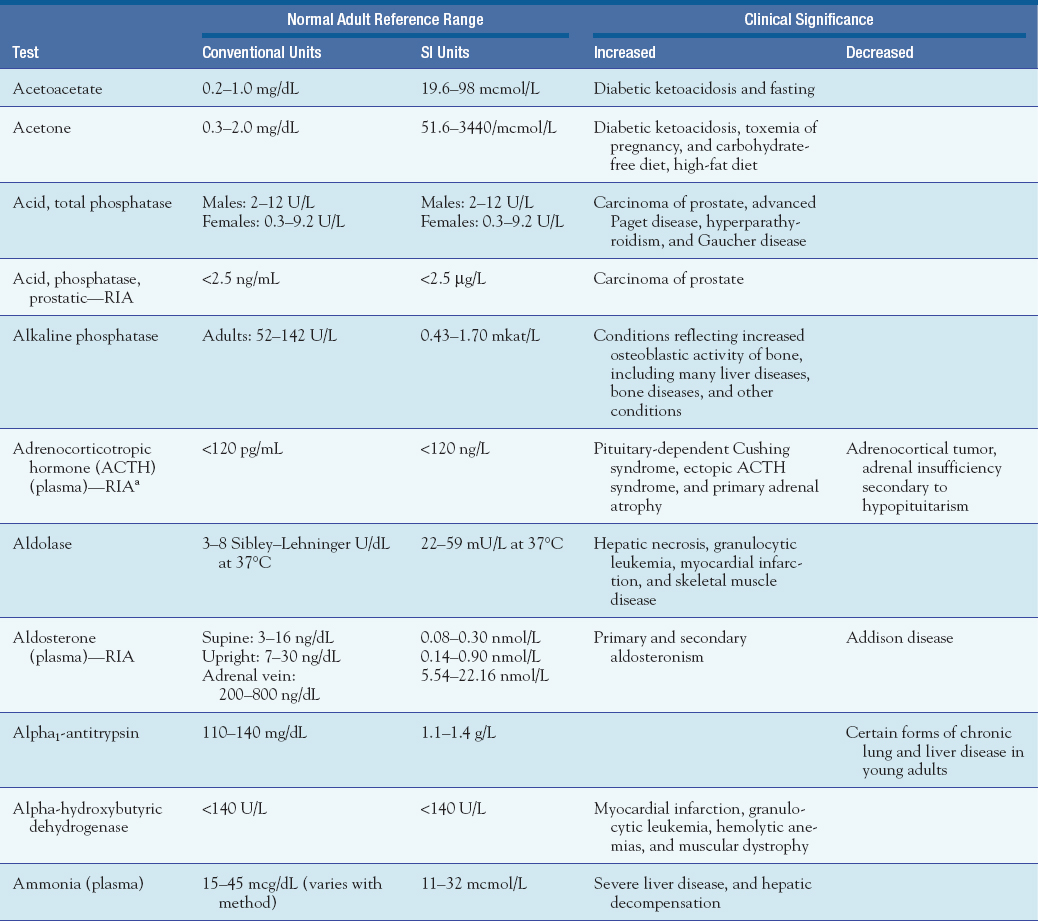 Normal Adult Reference Range Clinical Significance
Test Conventional Units SI Units Increased Decreased
Acetoacetate 0.2–1.0 mg/dL 19.6–98 mcmol/L Diabetic ketoacidosis and fasting
Acetone 0.3–2.0 mg/dL 51.6–3440/mcmol/L Diabetic ketoacidosis, toxemia of
pregnancy, and carbohydrate-
free diet, high-fat diet
Acid, total phosphatase Males: 2–12 U/L Males: 2–12 U/L Carcinoma of prostate, advanced
Females: 0.3–9.2 U/L Females: 0.3–9.2 U/L Paget disease, hyperparathy-
roidism, and Gaucher disease
Acid, phosphatase, <2.5 ng/mL <2.5 μg/L Carcinoma of prostate
prostatic—RIA
Alkaline phosphatase Adults: 52–142 U/L 0.43–1.70 mkat/L Conditions reflecting increased
osteoblastic activity of bone,
including many liver diseases,
bone diseases, and other
conditions
Adrenocorticotropic <120 pg/mL <120 ng/L Pituitary-dependent Cushing Adrenocortical tumor,
hormone (ACTH) syndrome, ectopic ACTH adrenal insufficiency
(plasma)—RIAᵃ syndrome, and primary adrenal secondary to
atrophy hypopituitarism
Aldolase 3–8 Sibley–Lehninger U/dL 22–59 mU/L at 37°C Hepatic necrosis, granulocytic
at 37°C leukemia, myocardial infarc-
tion, and skeletal muscle
disease
Aldosterone Supine: 3–16 ng/dL 0.08–0.30 nmol/L Primary and secondary Addison disease
(plasma)—RIA Upright: 7–30 ng/dL 0.14–0.90 nmol/L aldosteronism
Adrenal vein: 5.54–22.16 nmol/L
200–800 ng/dL
Alpha₁-antitrypsin 110–140 mg/dL 1.1–1.4 g/L Certain forms of chronic
lung and liver disease in
young adults
Alpha-hydroxybutyric <140 U/L <140 U/L Myocardial infarction, granulo-
dehydrogenase cytic leukemia, hemolytic ane-
mias, and muscular dystrophy
Ammonia (plasma) 15–45 mcg/dL (varies with 11–32 mcmol/L Severe liver disease, and hepatic
method) decompensation